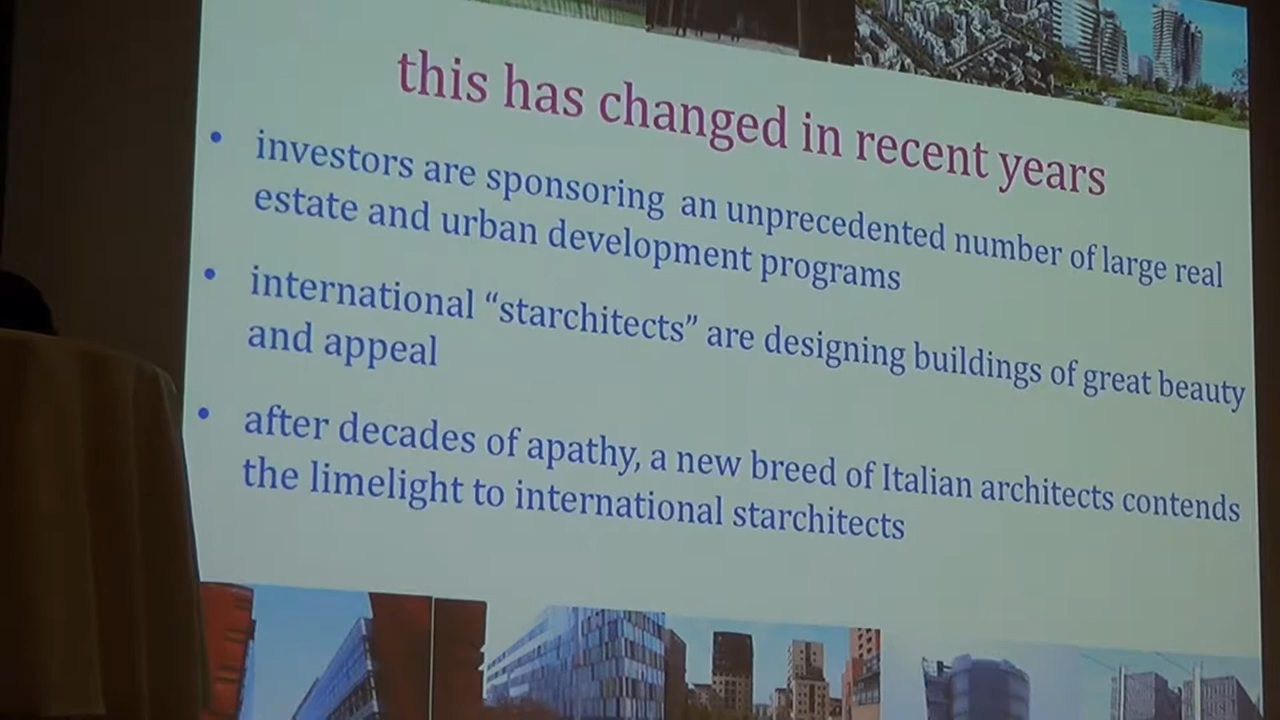 this has changed in recent years
• investors are sponsoring an unprecedented number of large real
estate and urban development programs
• international “starchitects” are designing buildings of great beauty
and appeal
• after decades of apathy, a new breed of Italian architects contends
the limelight to international starchitects